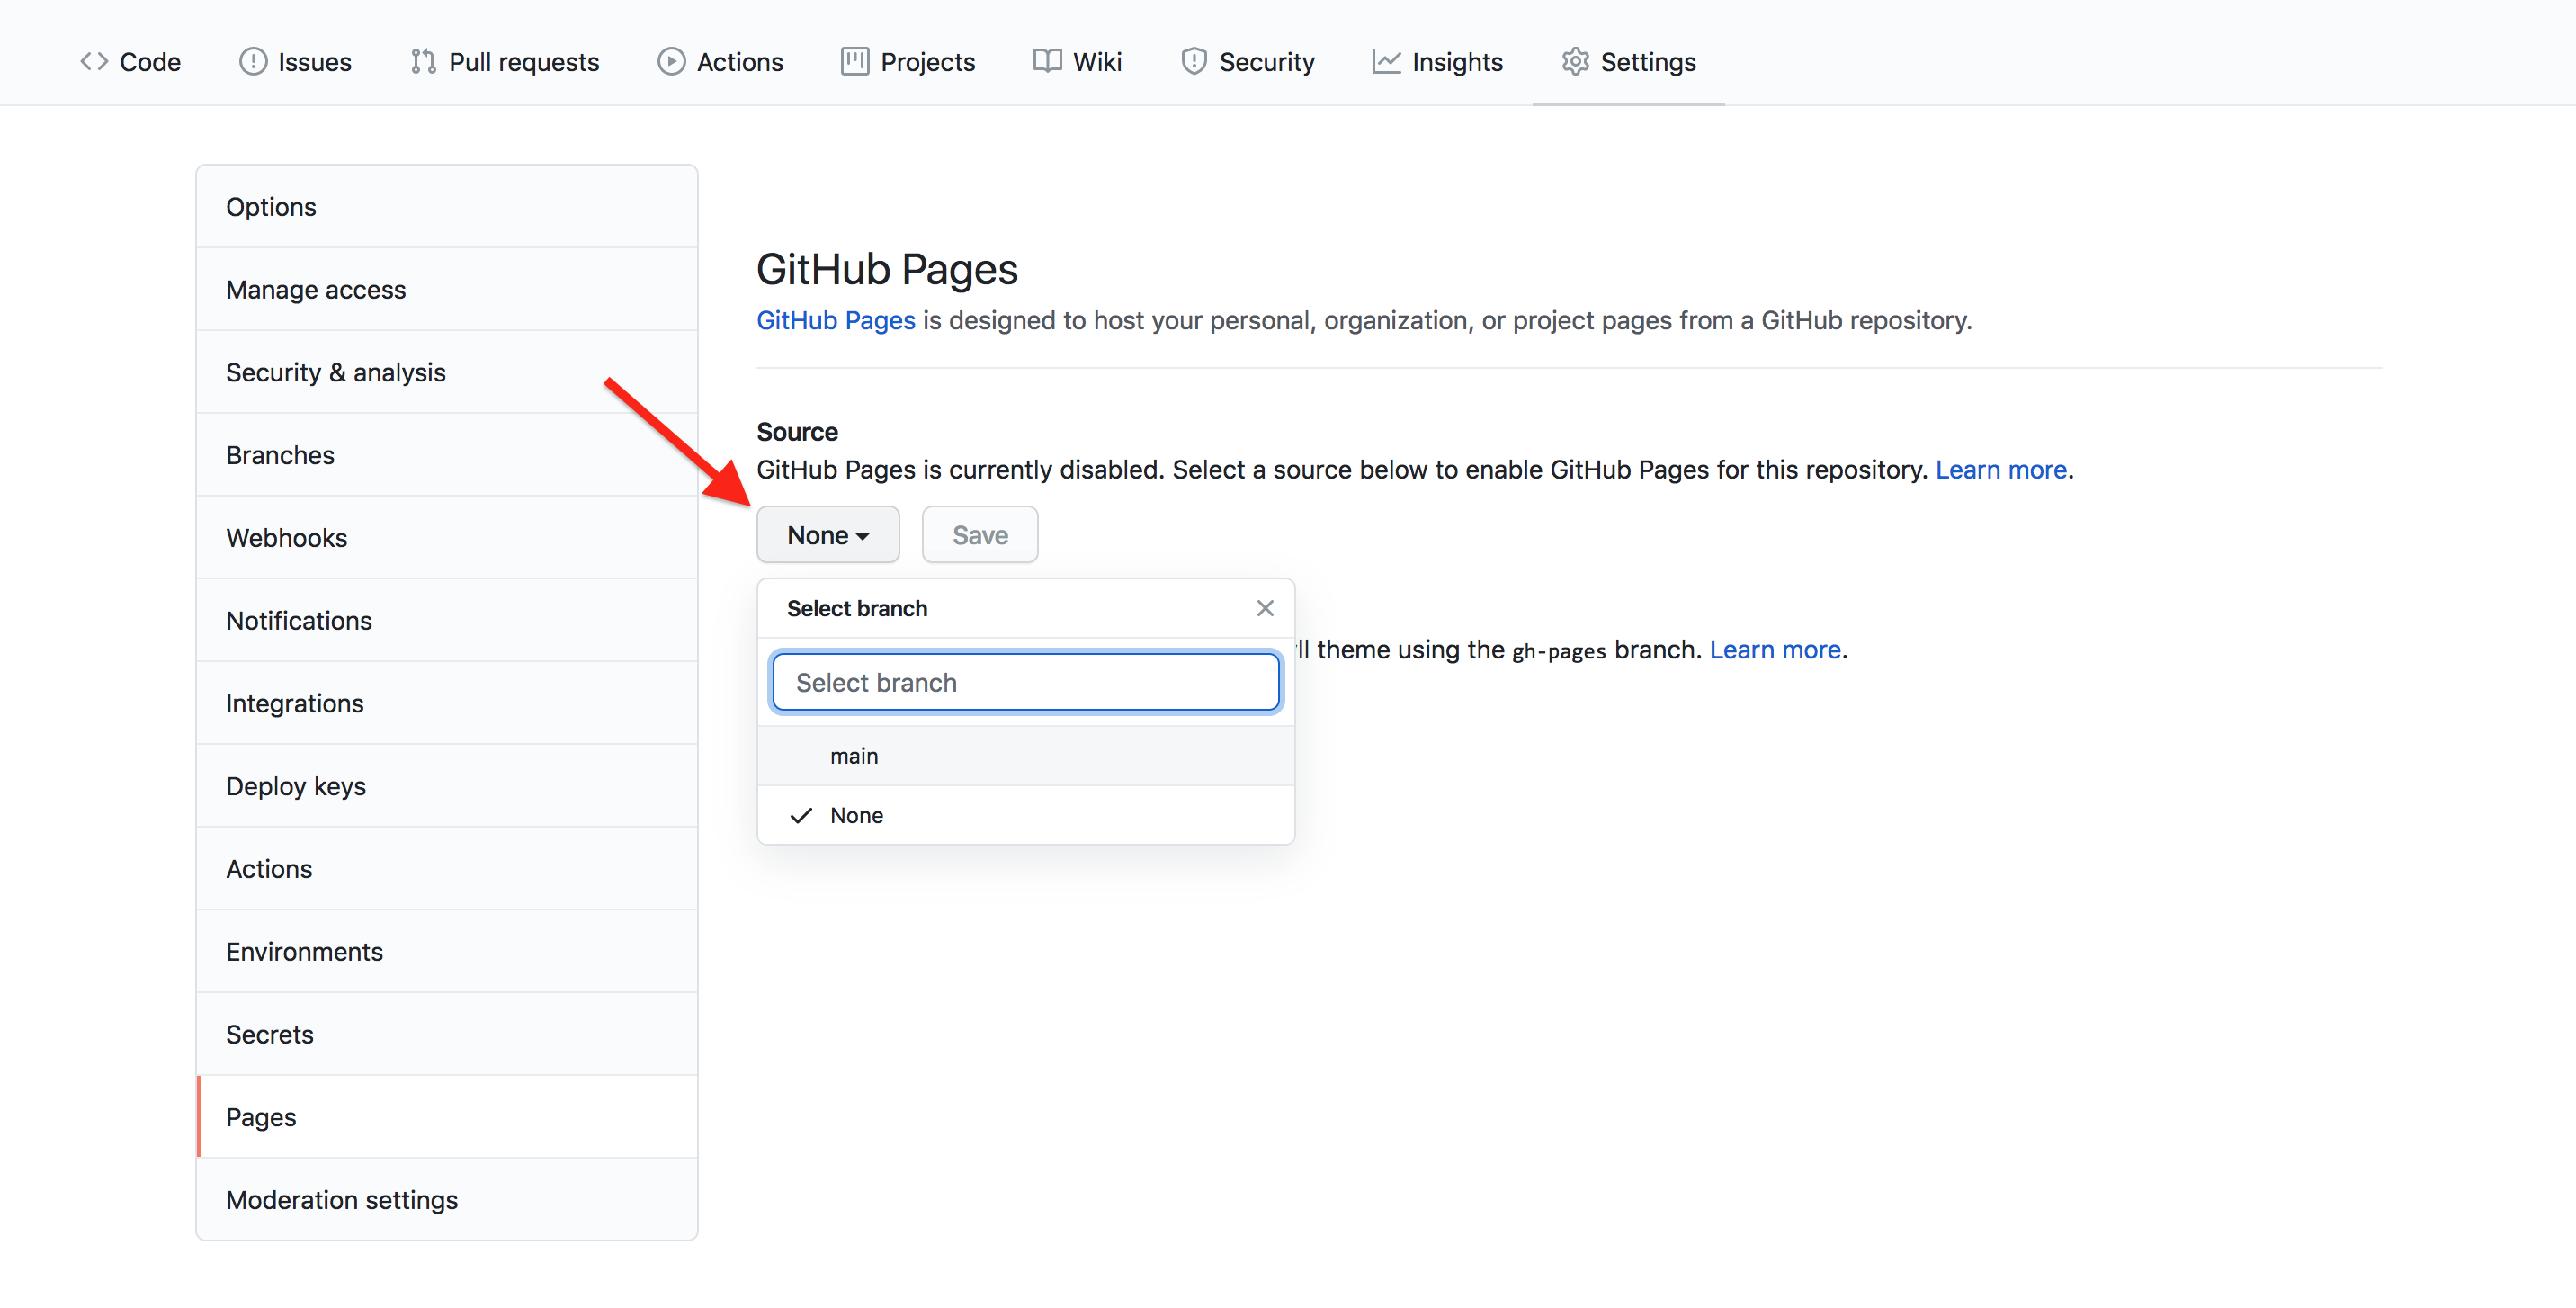 Code Issues Pull requests Actions Projects Wiki Security Insights Settings
Options
Manage access
Security & analysis
Branches
Webhooks
Notifications
Integrations
Deploy keys
Actions
Environments
Secrets
Pages
Moderation settings
GitHub Pages
GitHub Pages is designed to host your personal, organization, or project pages from a GitHub repository.
Source
GitHub Pages is currently disabled. Select a source below to enable GitHub Pages for this repository. Learn more.
None Save
Select branch
theme using the gh-pages branch. Learn more.
Select branch
main
None